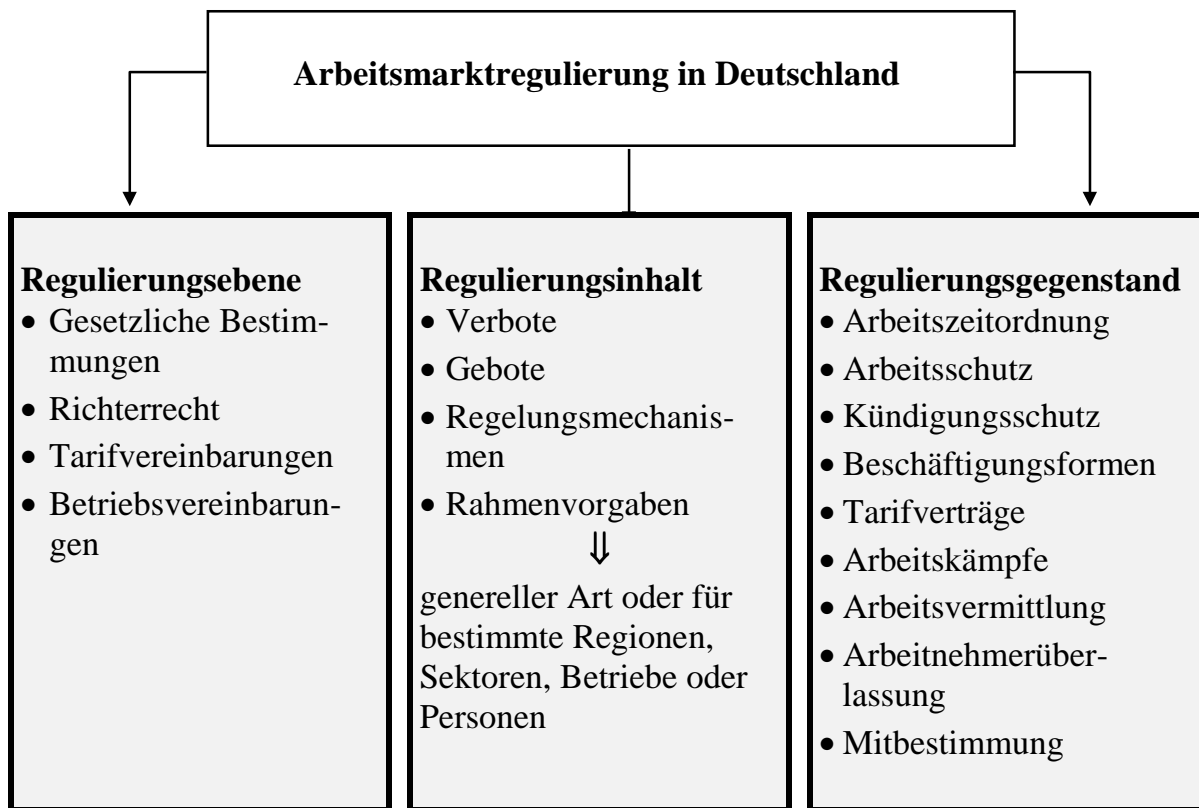 Arbeitsmarktregulierung in Deutschland
Regulierungsebene
• Gesetzliche Bestim-
mungen
• Richterrecht
• Tarifvereinbarungen
• Betriebsvereinbarun-
gen
Regulierungsinhalt
• Verbote
• Gebote
• Regelungsmechanis-
men
• Rahmenvorgaben
⇓
genereller Art oder für
bestimmte Regionen,
Sektoren, Betriebe oder
Personen
Regulierungsgegenstand
• Arbeitszeitordnung
• Arbeitsschutz
• Kündigungsschutz
• Beschäftigungsformen
• Tarifverträge
• Arbeitskämpfe
• Arbeitsvermittlung
• Arbeitnehmerüber-
lassung
• Mitbestimmung